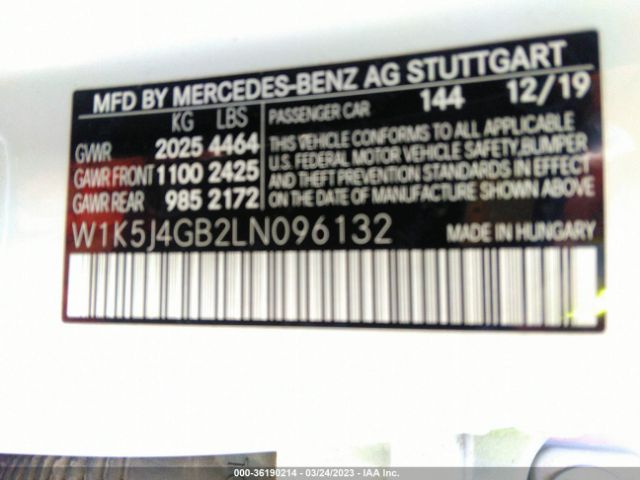 MFD BY MERCEDES-BENZ AG STUTTGART
KG LBS
GVWR 2025 4464
GAWR FRONT 1100 2425
GAWR REAR 985 2172
PASSENGER CAR 144 12/19
THIS VEHICLE CONFORMS TO ALL APPLICABLE
U.S. FEDERAL MOTOR VEHICLE SAFETY,BUMPER
AND THEFT PREVENTION STANDARDS IN EFFECT
ON THE DATE OF MANUFACTURE SHOWN ABOVE
W1K5J4GB2LN096132
MADE IN HUNGARY
000-36190214 - 03/24/2023 - IAA Inc.